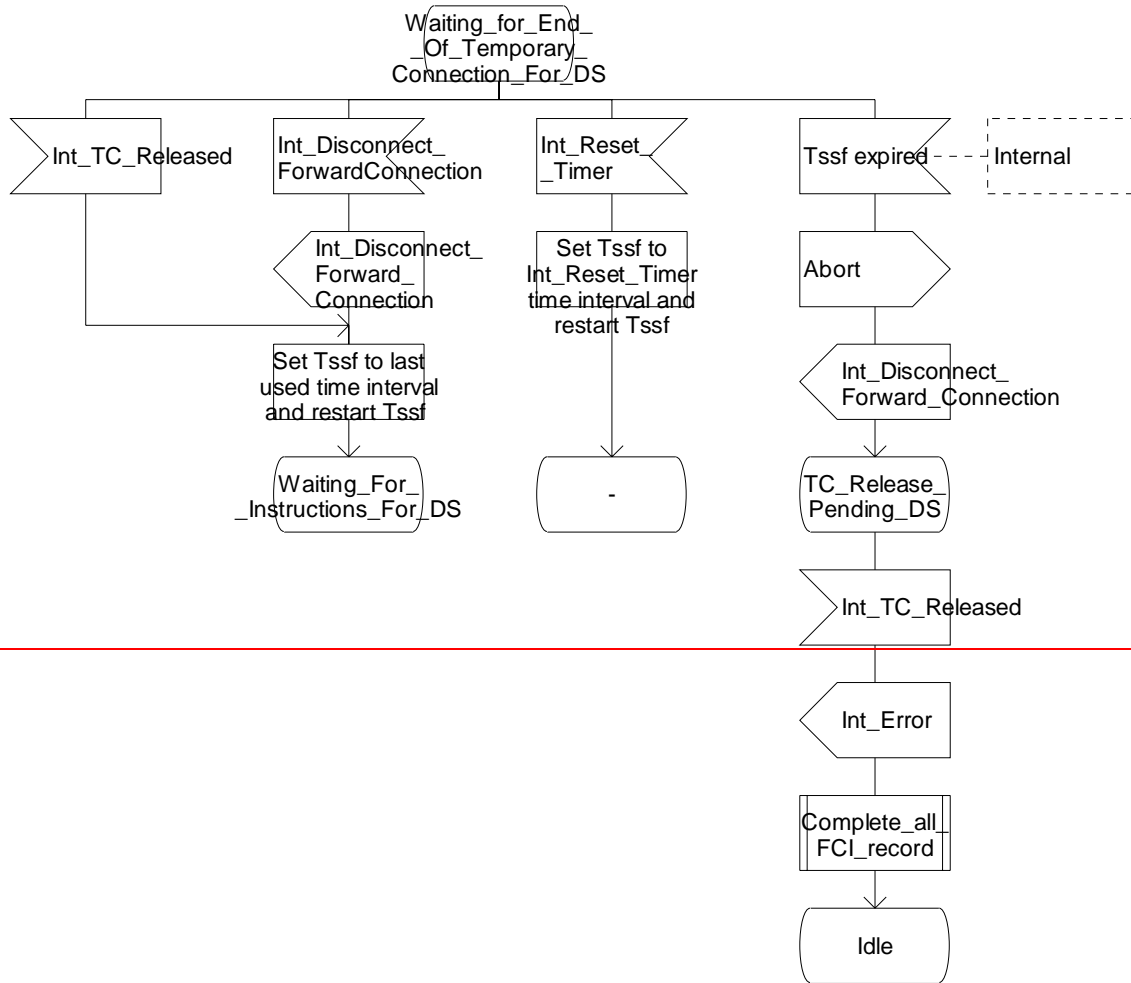 Waiting_for_End_
_Of_Temporary_
Connection_For_DS
Int_TC_Released
Int_Disconnect_
ForwardConnection
Int_Reset_
_Timer
Tssf expired
Internal
Int_Disconnect_
Forward_
Connection
Set Tssf to
Int_Reset_Timer
time interval and
restart Tssf
Abort
Set Tssf to last
used time interval
and restart Tssf
Int_Disconnect_
Forward_Connection
Waiting_For_
_Instructions_For_DS
-
TC_Release_
Pending_DS
Int_TC_Released
Int_Error
Complete_all_
FCI_record
Idle